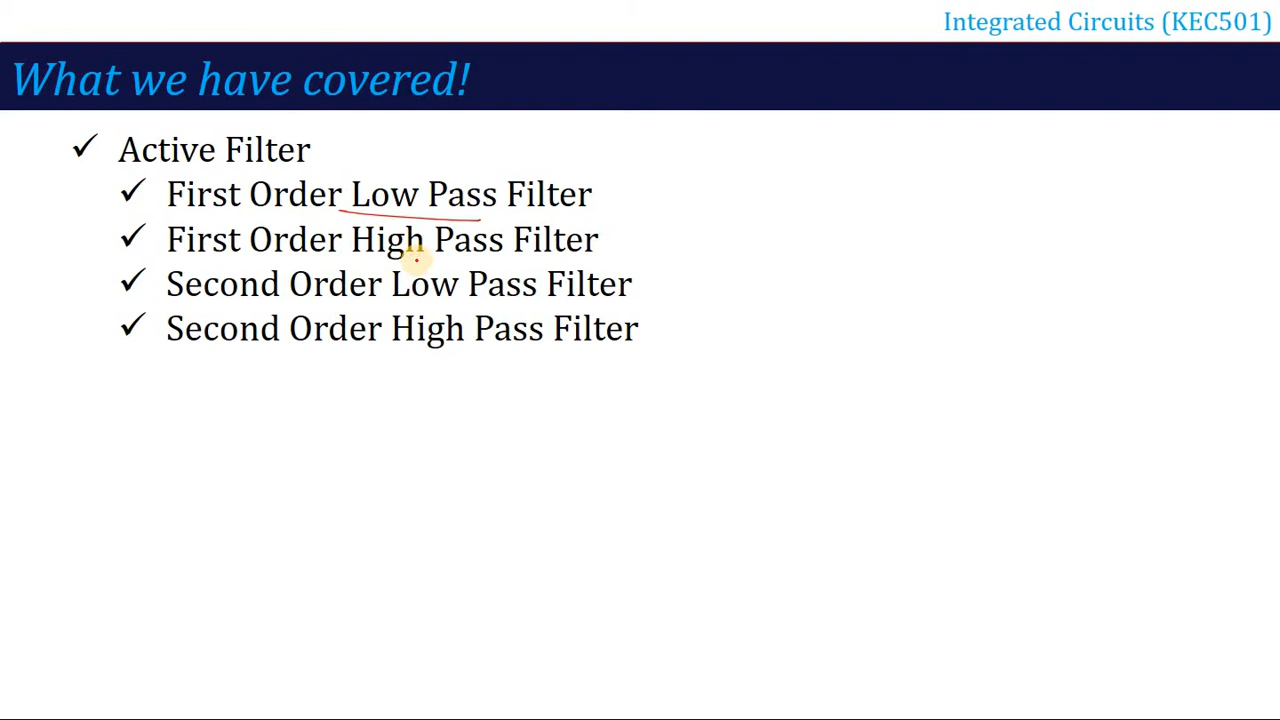 Integrated Circuits (KEC501)
What we have covered!
✓ Active Filter
✓ First Order Low Pass Filter
✓ First Order High Pass Filter
✓ Second Order Low Pass Filter
✓ Second Order High Pass Filter